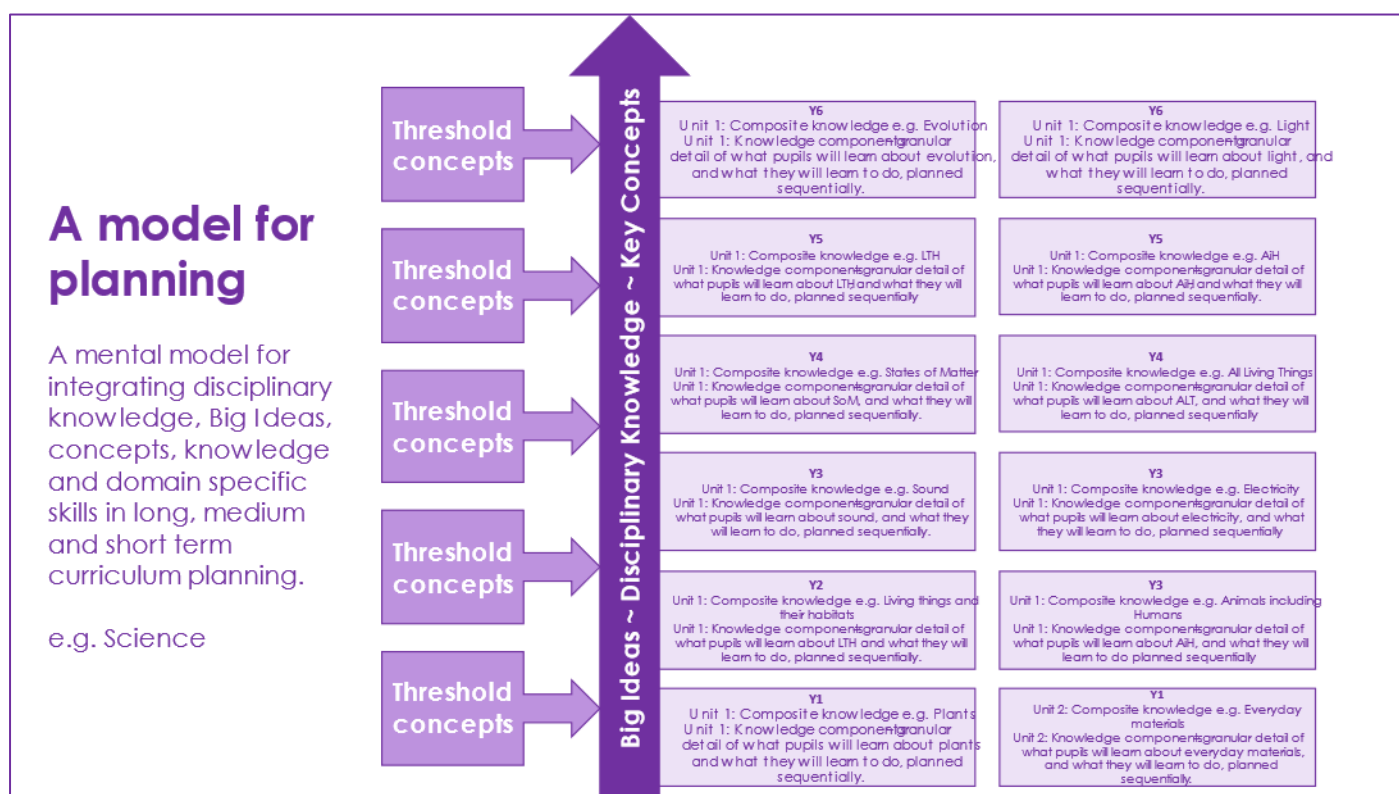 A model for
planning
A mental model for
integrating disciplinary
knowledge, Big Ideas,
concepts, knowledge
and domain specific
skills in long, medium
and short term
curriculum planning.
e.g. Science
Threshold
concepts
Threshold
concepts
Threshold
concepts
Threshold
concepts
Threshold
concepts
Big Ideas ~ Disciplinary Knowledge ~ Key Concepts
Y6
Unit 1: Composite knowledge e.g. Evolution
Unit 1: Knowledge component–granular
detail of what pupils will learn about evolution,
and what they will learn to do, planned
sequentially.
Y6
Unit 1: Composite knowledge e.g. Light
Unit 1: Knowledge component–granular
detail of what pupils will learn about light, and
what they will learn to do, planned
sequentially.
Y5
Unit 1: Composite knowledge e.g. LTH
Unit 1: Knowledge components–granular detail of
what pupils will learn about LTH, and what they will
learn to do, planned sequentially
Y5
Unit 1: Composite knowledge e.g. AiH
Unit 1: Knowledge components–granular detail of
what pupils will learn about AiH, and what they will
learn to do, planned sequentially.
Y4
Unit 1: Composite knowledge e.g. States of Matter
Unit 1: Knowledge components–granular detail of
what pupils will learn about SoM, and what they will
learn to do, planned sequentially.
Y4
Unit 1: Composite knowledge e.g. All Living Things
Unit 1: Knowledge components–granular detail of
what pupils will learn about ALT, and what they will
learn to do, planned sequentially
Y3
Unit 1: Composite knowledge e.g. Sound
Unit 1: Knowledge components–granular detail of
what pupils will learn about sound, and what they
will learn to do, planned sequentially.
Y3
Unit 1: Composite knowledge e.g. Electricity
Unit 1: Knowledge components–granular detail of
what pupils will learn about electricity, and what
they will learn to do, planned sequentially
Y2
Unit 1: Composite knowledge e.g. Living things and
their habitats
Unit 1: Knowledge components–granular detail of
what pupils will learn about LTH and what they will
learn to do, planned sequentially.
Y3
Unit 1: Composite knowledge e.g. Animals including
Humans
Unit 1: Knowledge components–granular detail of
what pupils will learn about AiH, and what they will
learn to do planned sequentially
Y1
Unit 1: Composite knowledge e.g. Plants
Unit 1: Knowledge component–granular
detail of what pupils will learn about plants
and what they will learn to do, planned
sequentially.
Y1
Unit 2: Composite knowledge e.g. Everyday
materials
Unit 2: Knowledge components–granular detail of
what pupils will learn about everyday materials,
and what they will learn to do, planned
sequentially.